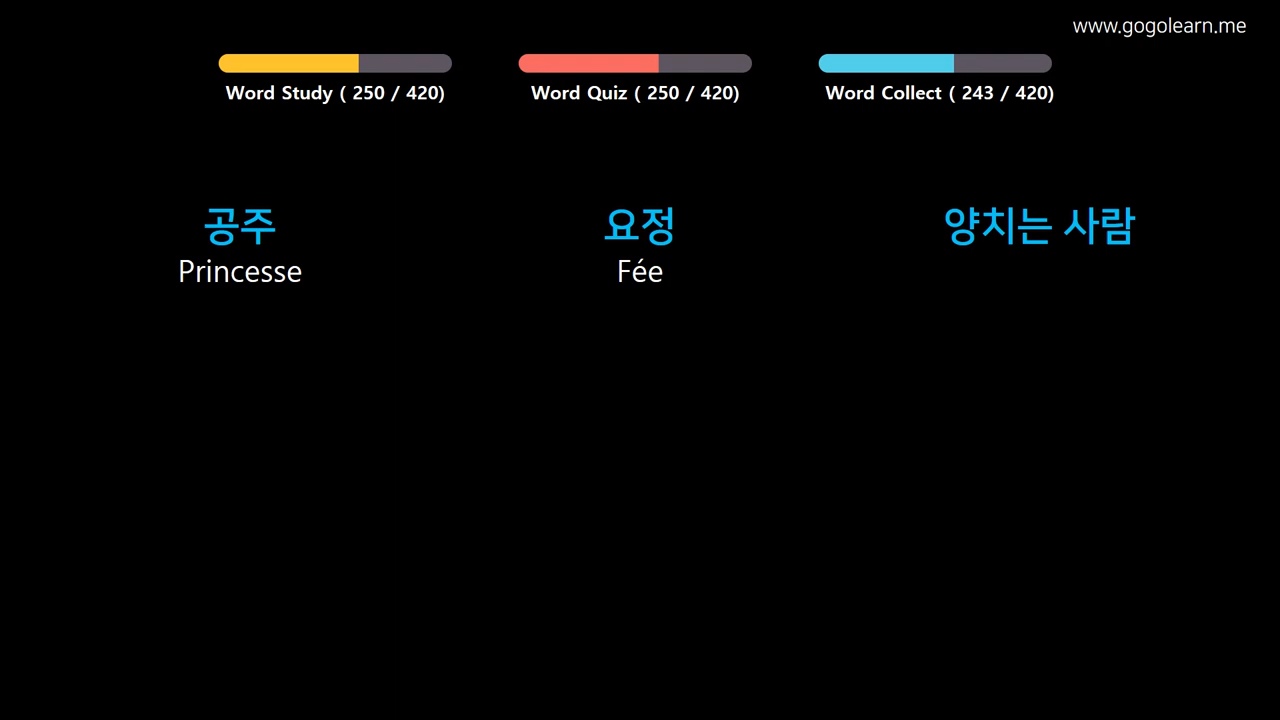 www.gogolearn.me
Word Study ( 250 / 420)
Word Quiz ( 250 / 420)
Word Collect ( 243 / 420)
공주
Princesse
요정
Fée
양치는 사람